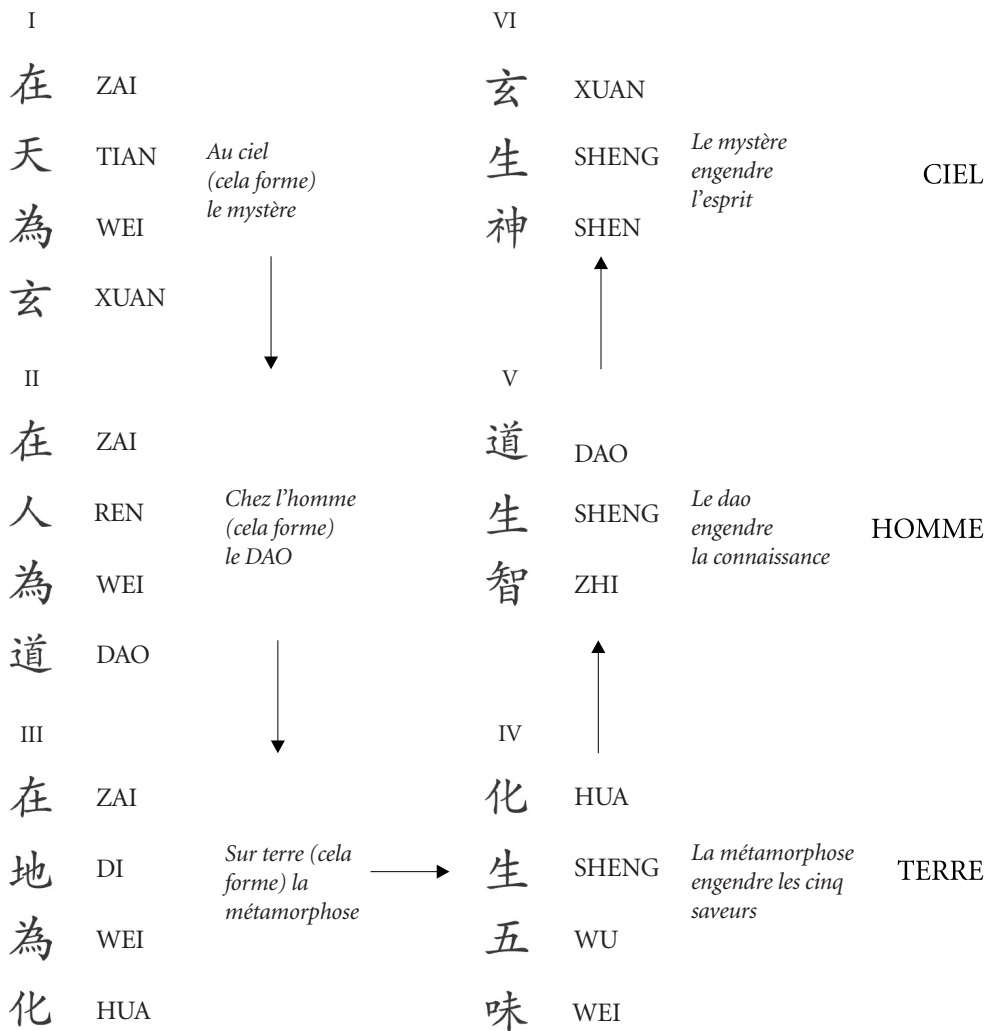 I
在 ZAI
天 TIAN
為 WEI
玄 XUAN
Au ciel
(cela forme)
le mystère
II
在 ZAI
人 REN
為 WEI
道 DAO
Chez l'homme
(cela forme)
le DAO
III
在 ZAI
地 DI
為 WEI
化 HUA
Sur terre (cela
forme) la
métamorphose
IV
化 HUA
生 SHENG
五 WU
味 WEI
La métamorphose
engendre les cinq
saveurs
TERRE
V
道 DAO
生 SHENG
智 ZHI
Le dao
engendre
la connaissance
HOMME
VI
玄 XUAN
生 SHENG
神 SHEN
Le mystère
engendre
l'esprit
CIEL